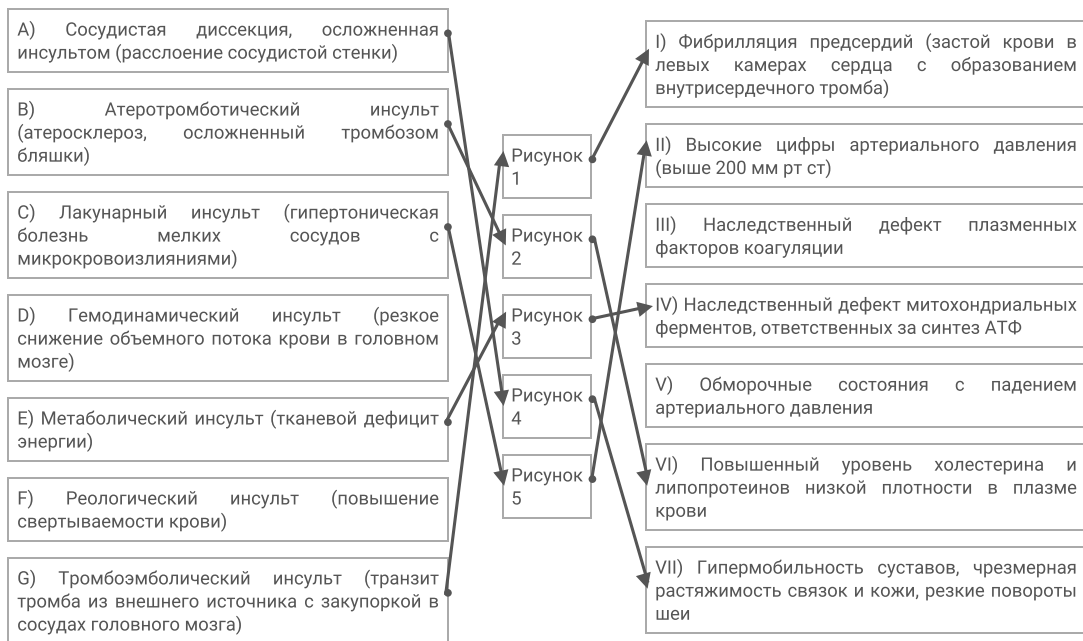 A) Сосудистая диссекция, осложненная
инсультом (расслоение сосудистой стенки)
B) Атеротромботический инсульт
(атеросклероз, осложненный тромбозом
бляшки)
C) Лакунарный инсульт (гипертоническая
болезнь мелких сосудов с
микрокровоизлияниями)
D) Гемодинамический инсульт (резкое
снижение объемного потока крови в головном
мозге)
E) Метаболический инсульт (тканевой дефицит
энергии)
F) Реологический инсульт (повышение
свертываемости крови)
G) Тромбоэмболический инсульт (транзит
тромба из внешнего источника с закупоркой в
сосудах головного мозга)
Рисунок
1
Рисунок
2
Рисунок
3
Рисунок
4
Рисунок
5
I) Фибрилляция предсердий (застой крови в
левых камерах сердца с образованием
внутрисердечного тромба)
II) Высокие цифры артериального давления
(выше 200 мм рт ст)
III) Наследственный дефект плазменных
факторов коагуляции
IV) Наследственный дефект митохондриальных
ферментов, ответственных за синтез АТФ
V) Обморочные состояния с падением
артериального давления
VI) Повышенный уровень холестерина и
липопротеинов низкой плотности в плазме
крови
VII) Гипермобильность суставов, чрезмерная
растяжимость связок и кожи, резкие повороты
шеи